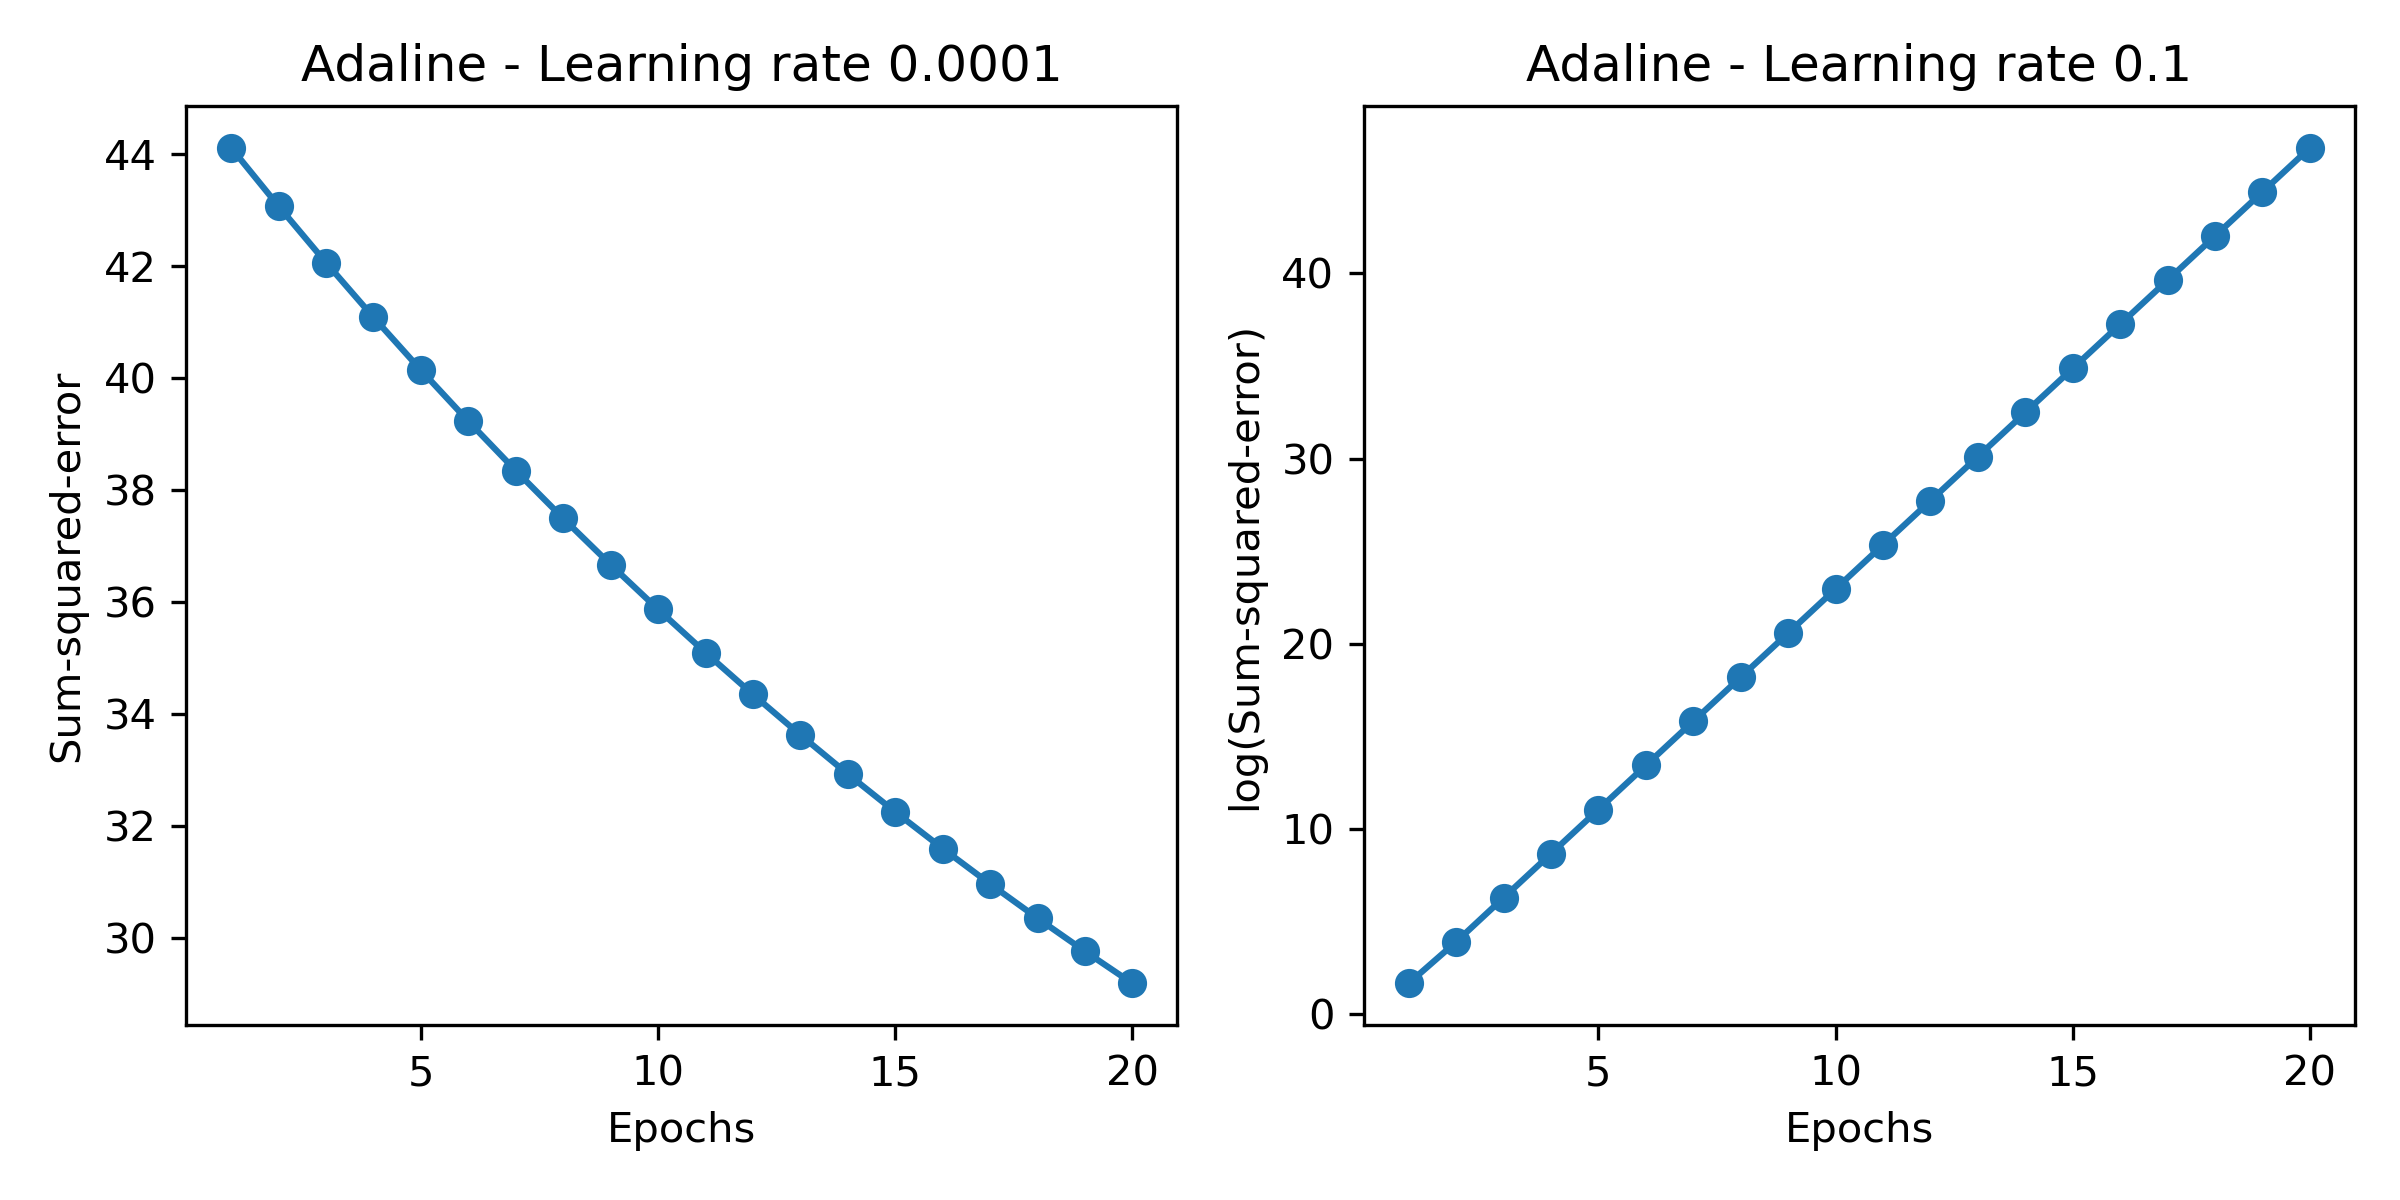 Adaline - Learning rate 0.0001
44
42
40
38
36
34
32
30
Sum-squared-error
5 10 15 20
Epochs
Adaline - Learning rate 0.1
40
30
20
10
0
log(Sum-squared-error)
5 10 15 20
Epochs